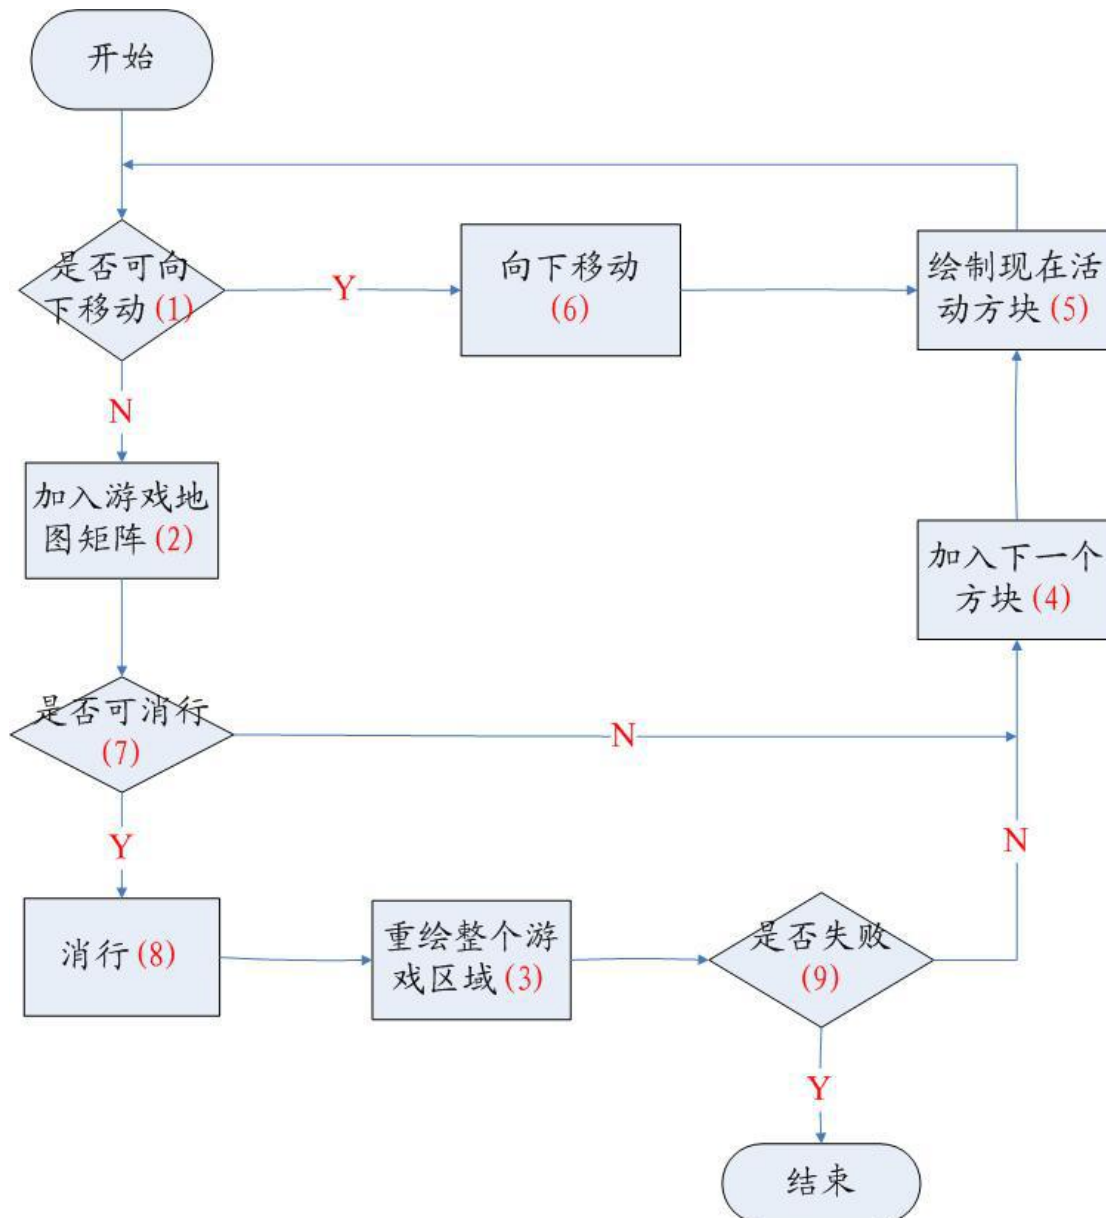 开始
是否可向
下移动(1)
Y
向下移动
(6)
绘制现在活
动方块(5)
N
加入游戏地
图矩阵(2)
加入下一个
方块(4)
是否可消行
(7)
N
Y
N
消行(8)
重绘整个游
戏区域(3)
是否失败
(9)
Y
结束